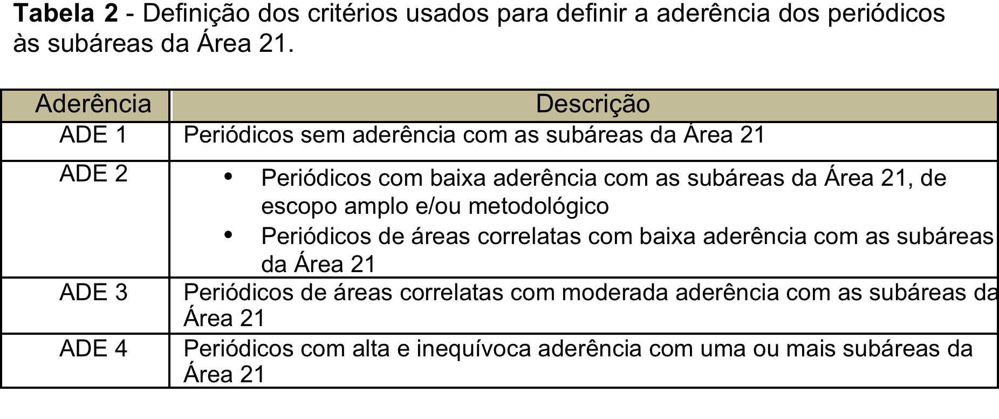 Tabela 2 - Definição dos critérios usados para definir a aderência dos periódicos
às subáreas da Área 21.
Aderência Descrição
ADE 1 Periódicos sem aderência com as subáreas da Área 21
ADE 2 • Periódicos com baixa aderência com as subáreas da Área 21, de
escopo amplo e/ou metodológico
• Periódicos de áreas correlatas com baixa aderência com as subáreas
da Área 21
ADE 3 Periódicos de áreas correlatas com moderada aderência com as subáreas da
Área 21
ADE 4 Periódicos com alta e inequívoca aderência com uma ou mais subáreas da
Área 21